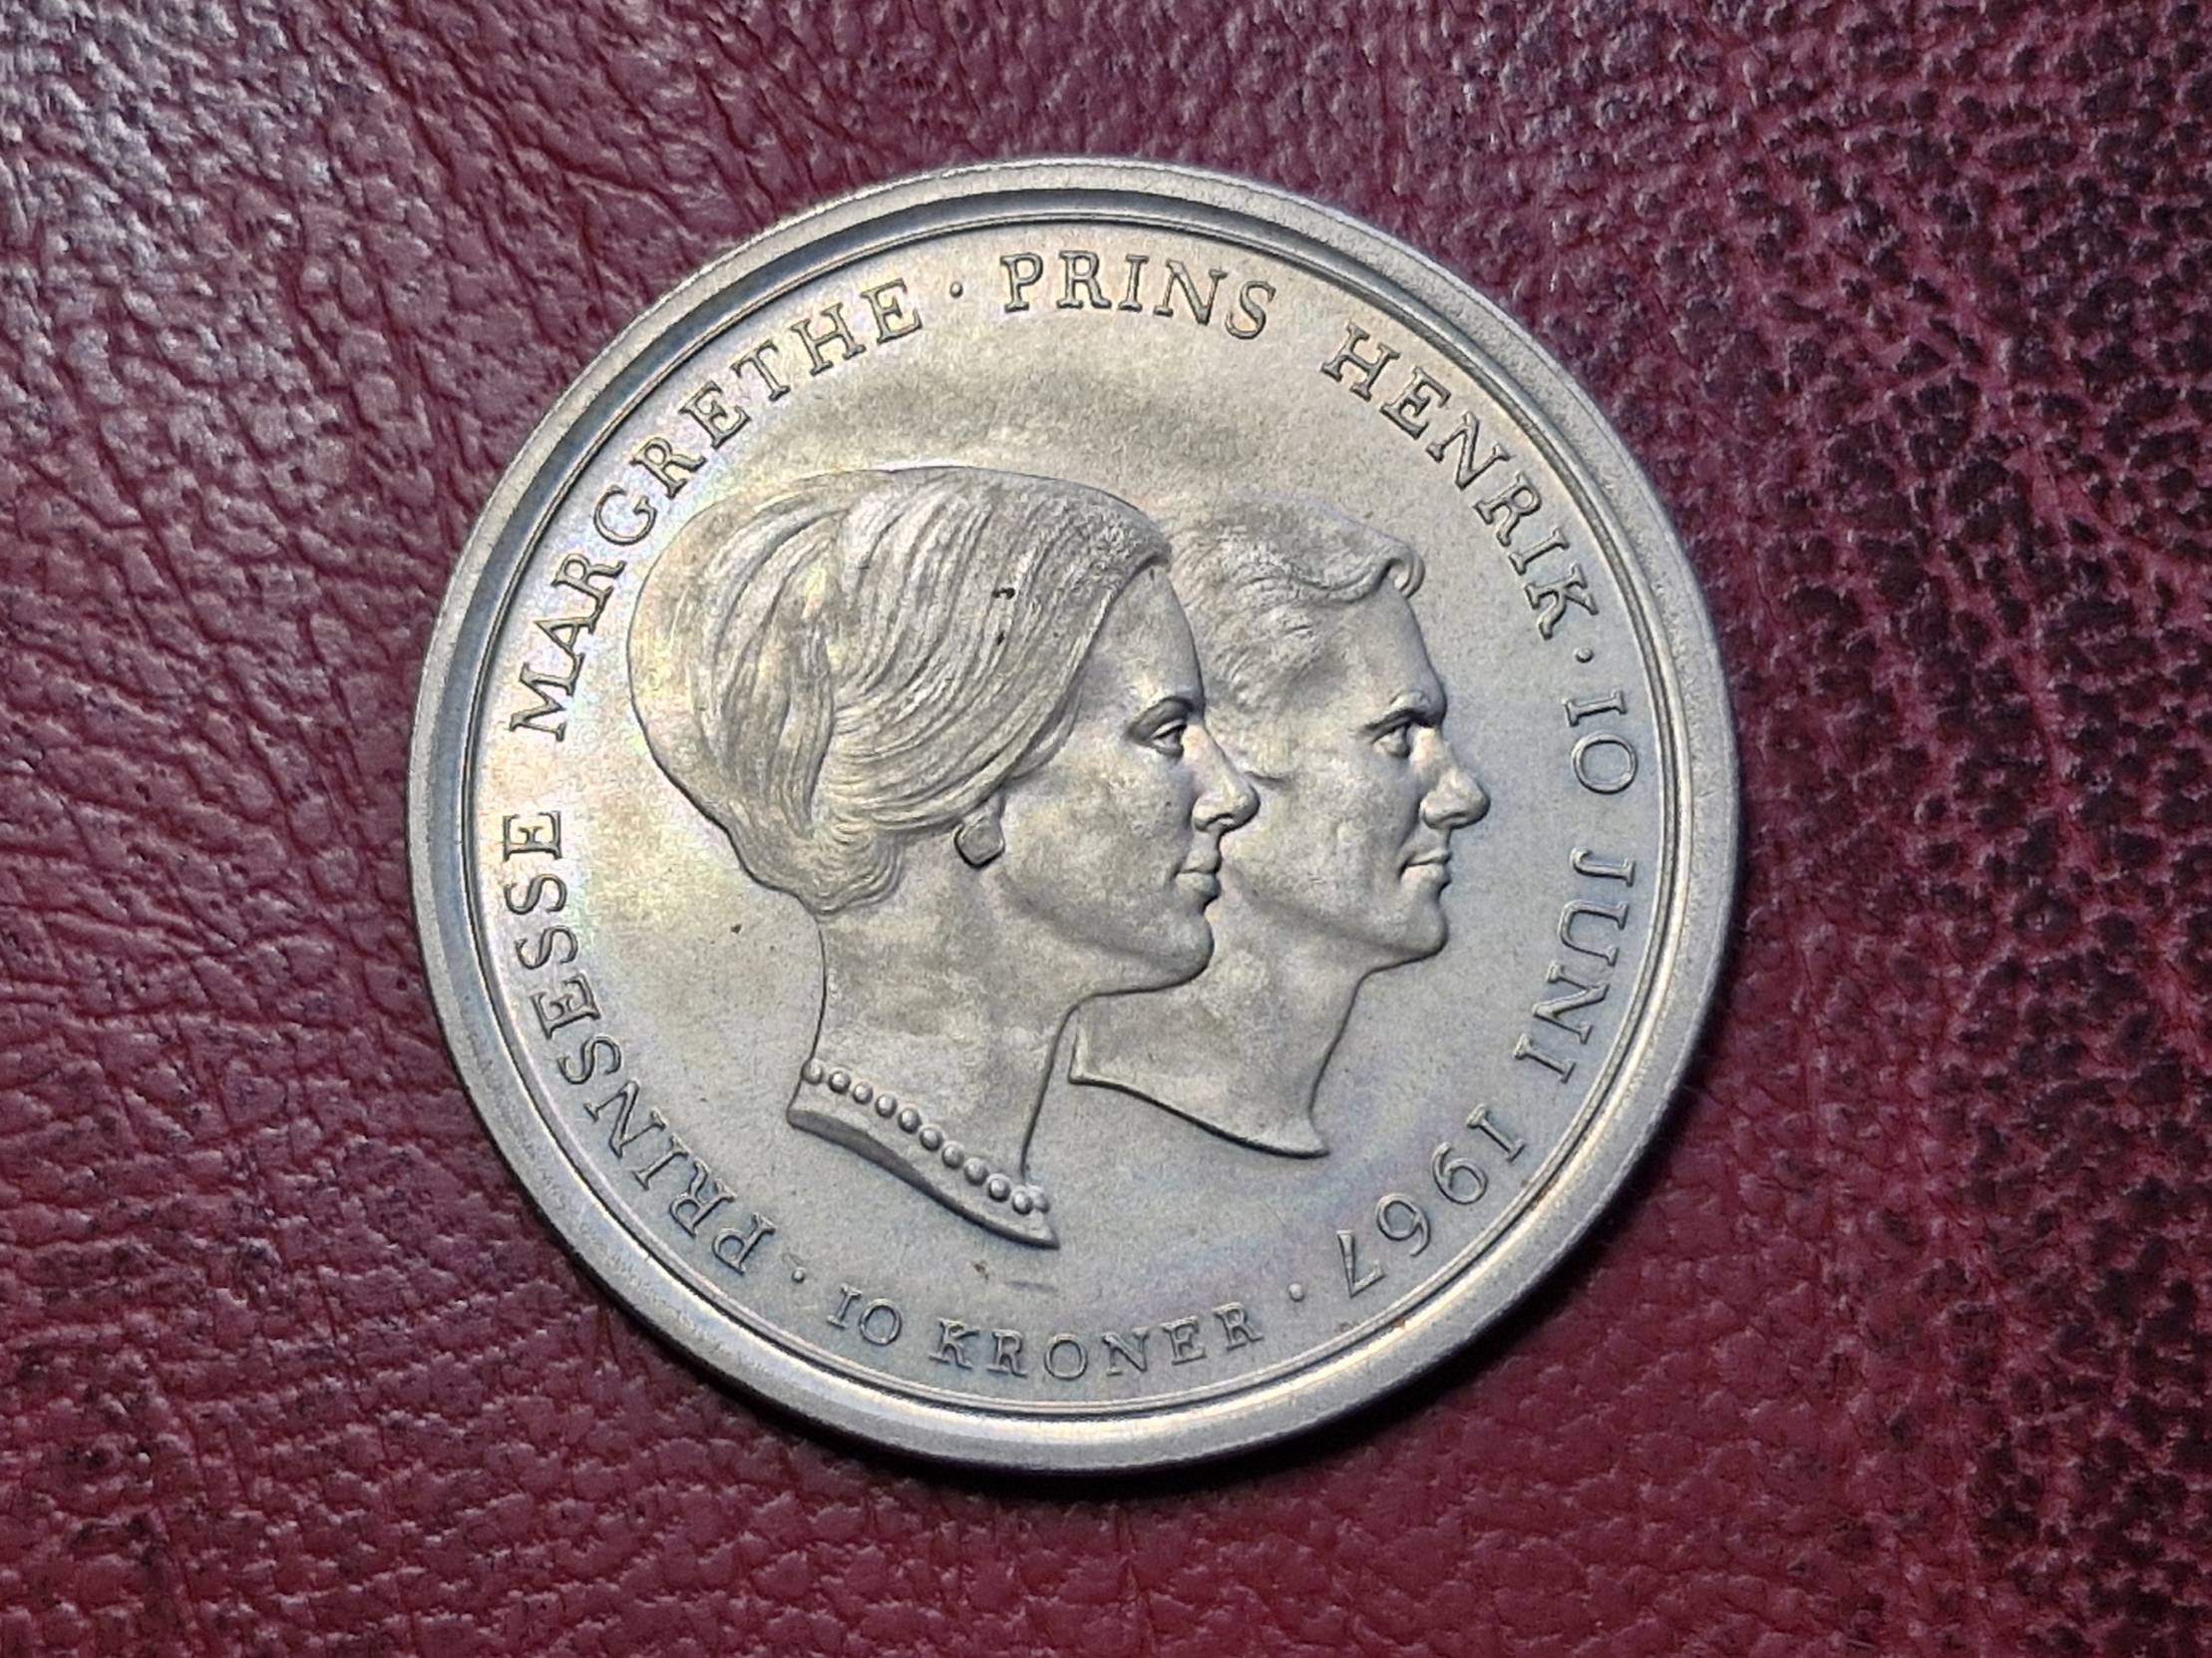 PRINSESSE MARGRETHE · PRINS HENRIK · 10 JUNI 1967 ·
10 KRONER ·